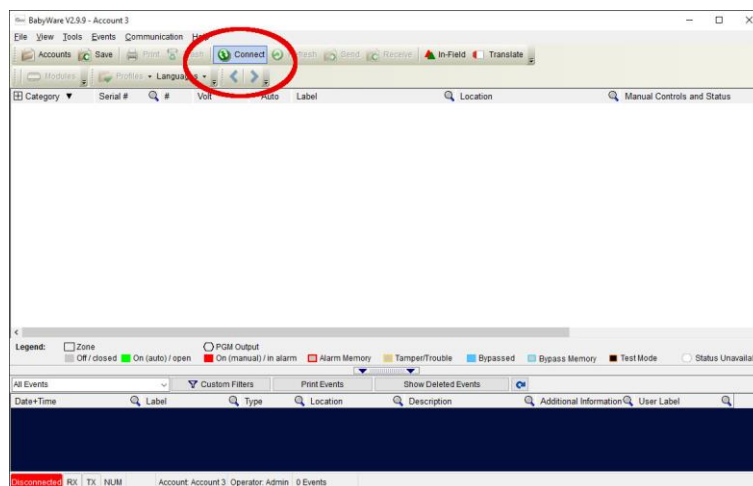 BabyWare V2.9.9 - Account 3
File View Tools Events Communication Help
Accounts Save Print Connect Refresh Send Receive In-Field Translate
Modules Profiles Languages
Category Serial # # Volt Auto Label Location Manual Controls and Status
Legend: Zone PGM Output
Off / closed On (auto) / open On (manual) / in alarm Alarm Memory Tamper/Trouble Bypassed Bypass Memory Test Mode Status Unavailal
All Events Custom Filters Print Events Show Deleted Events
Date+Time Label Type Location Description Additional Information User Label
Disconnected RX TX NUM Account: Account 3 Operator: Admin 0 Events